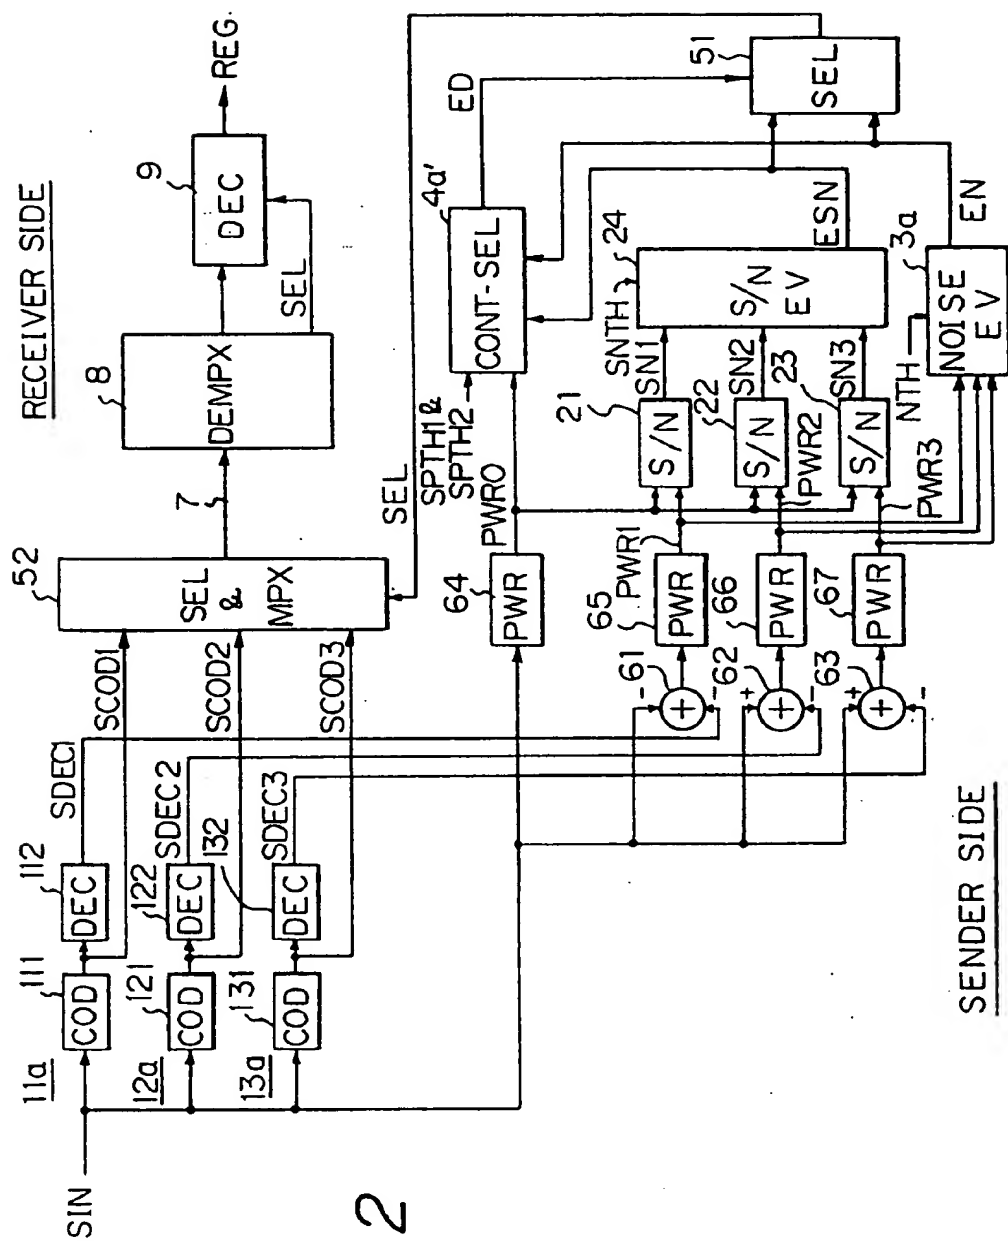 RECEIVER SIDE
SIN
11a
111
COD
112
DEC
SDEC1
SCOD1
12a
121
COD
122
DEC
SDEC2
SCOD2
13a
131
COD
132
DEC
SDEC3
SCOD3
52
SEL
&
MPX
7
8
DEMPX
SEL
9
DEC
REG.
SEL
64
PWR
PWR0
SPTH1 &
SPTH2
4a'
CONT-SEL
ED
51
SEL
61
-
-
65
PWR
PWR1
21
S/N
SN1
SNTH
24
S/N
EV
ESN
62
+
-
66
PWR
PWR2
22
S/N
SN2
63
+
-
67
PWR
PWR3
23
S/N
SN3
NTH
3a
NOISE
EV
EN
SENDER SIDE
2